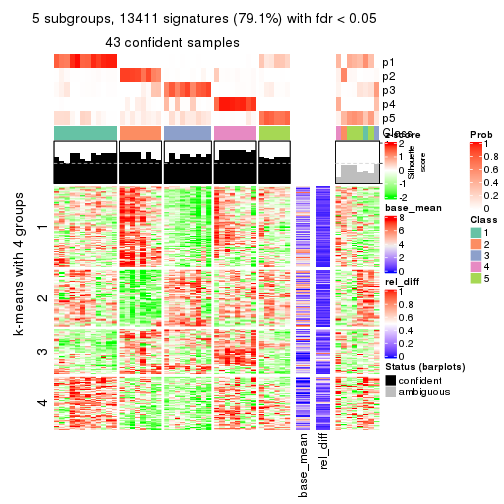 5 subgroups, 13411 signatures (79.1%) with fdr < 0.05
43 confident samples
p1
p2
p3
p4
p5
Class
k-means with 4 groups
1
2
3
4
base_mean
rel_diff
Silhouette
score
z-score
2
1
0
-1
-2
base_mean
8
6
4
2
0
rel_diff
1
0.8
0.6
0.4
0.2
0
Status (barplots)
confident
ambiguous
Prob
1
0.8
0.6
0.4
0.2
0
Class
1
2
3
4
5